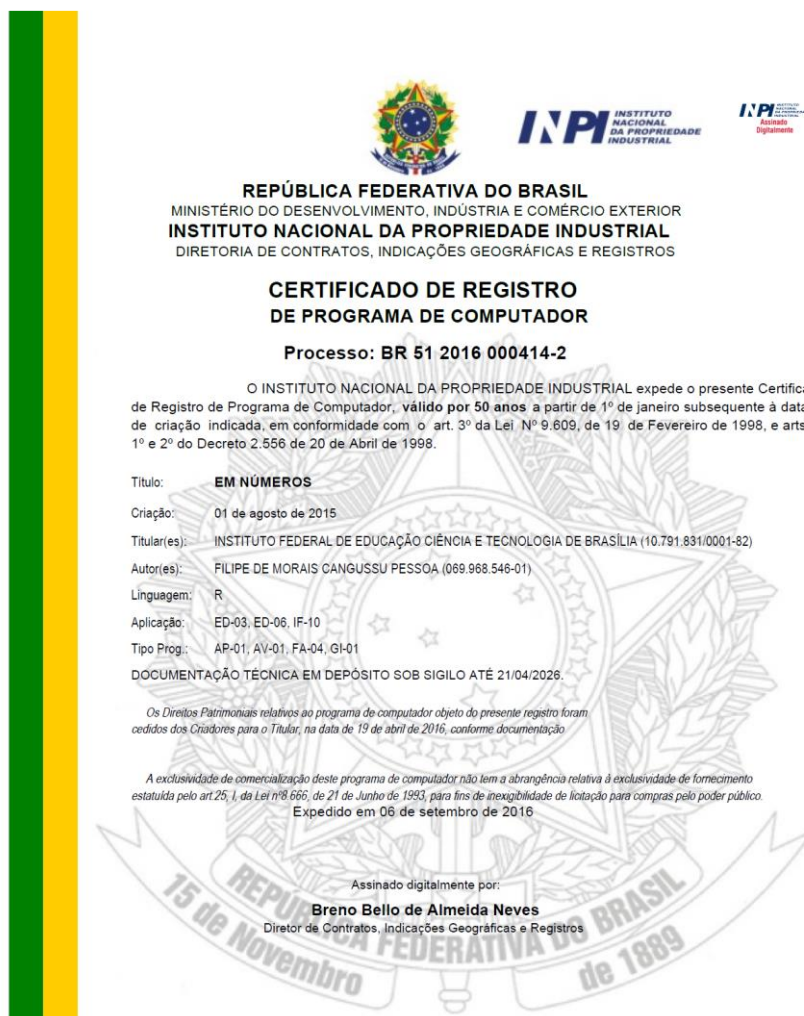 INPI INSTITUTO
NACIONAL
DA PROPRIEDADE
INDUSTRIAL
INPI INSTITUTO
NACIONAL
DA PROPRIEDADE
INDUSTRIAL
Assinado
Digitalmente
REPÚBLICA FEDERATIVA DO BRASIL
MINISTÉRIO DO DESENVOLVIMENTO, INDÚSTRIA E COMÉRCIO EXTERIOR
INSTITUTO NACIONAL DA PROPRIEDADE INDUSTRIAL
DIRETORIA DE CONTRATOS, INDICAÇÕES GEOGRÁFICAS E REGISTROS
CERTIFICADO DE REGISTRO
DE PROGRAMA DE COMPUTADOR
Processo: BR 51 2016 000414-2
O INSTITUTO NACIONAL DA PROPRIEDADE INDUSTRIAL expede o presente Certifica
de Registro de Programa de Computador, válido por 50 anos a partir de 1º de janeiro subsequente à data
de criação indicada, em conformidade com o art. 3º da Lei Nº 9.609, de 19 de Fevereiro de 1998, e arts
1º e 2º do Decreto 2.556 de 20 de Abril de 1998.
Título: EM NÚMEROS
Criação: 01 de agosto de 2015
Titular(es): INSTITUTO FEDERAL DE EDUCAÇÃO CIÊNCIA E TECNOLOGIA DE BRASÍLIA (10.791.831/0001-82)
Autor(es): FILIPE DE MORAIS CANGUSSU PESSOA (069.968.546-01)
Linguagem: R
Aplicação: ED-03, ED-06, IF-10
Tipo Prog.: AP-01, AV-01, FA-04, GI-01
DOCUMENTAÇÃO TÉCNICA EM DEPÓSITO SOB SIGILO ATÉ 21/04/2026.
Os Direitos Patrimoniais relativos ao programa de computador objeto do presente registro foram
cedidos dos Criadores para o Titular, na data de 19 de abril de 2016, conforme documentação
A exclusividade de comercialização deste programa de computador não tem a abrangência relativa à exclusividade de fornecimento
estatuída pelo art.25, I, da Lei nº8.666, de 21 de Junho de 1993, para fins de inexigibilidade de licitação para compras pelo poder público.
Expedido em 06 de setembro de 2016
Assinado digitalmente por:
Breno Bello de Almeida Neves
Diretor de Contratos, Indicações Geográficas e Registros
REPÚBLICA FEDERATIVA DO BRASIL
15 de Novembro de 1889